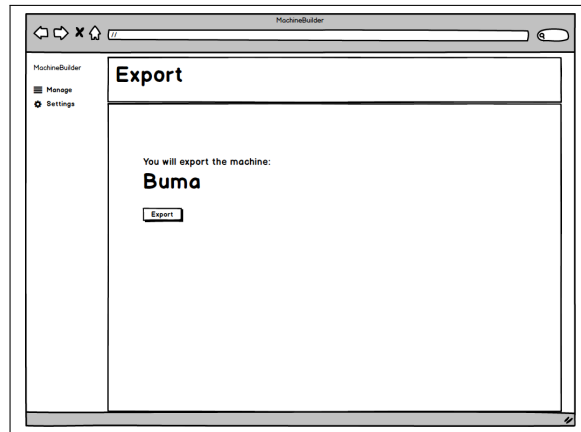 MachineBuilder
//
MachineBuilder
Manage
Settings
Export
You will export the machine:
Buma
Export